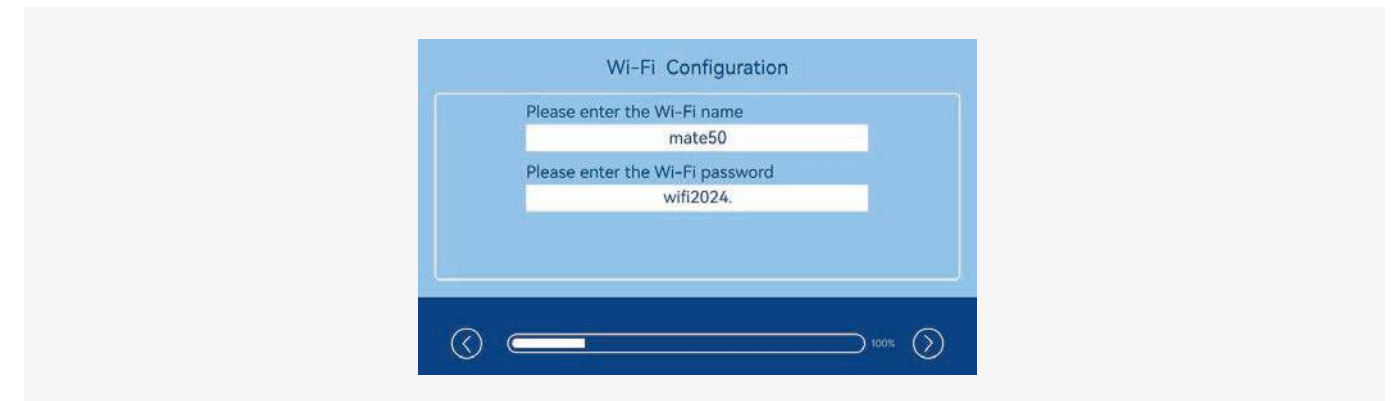 Wi-Fi Configuration
Please enter the Wi-Fi name
mate50
Please enter the Wi-Fi password
wifi2024.
100%